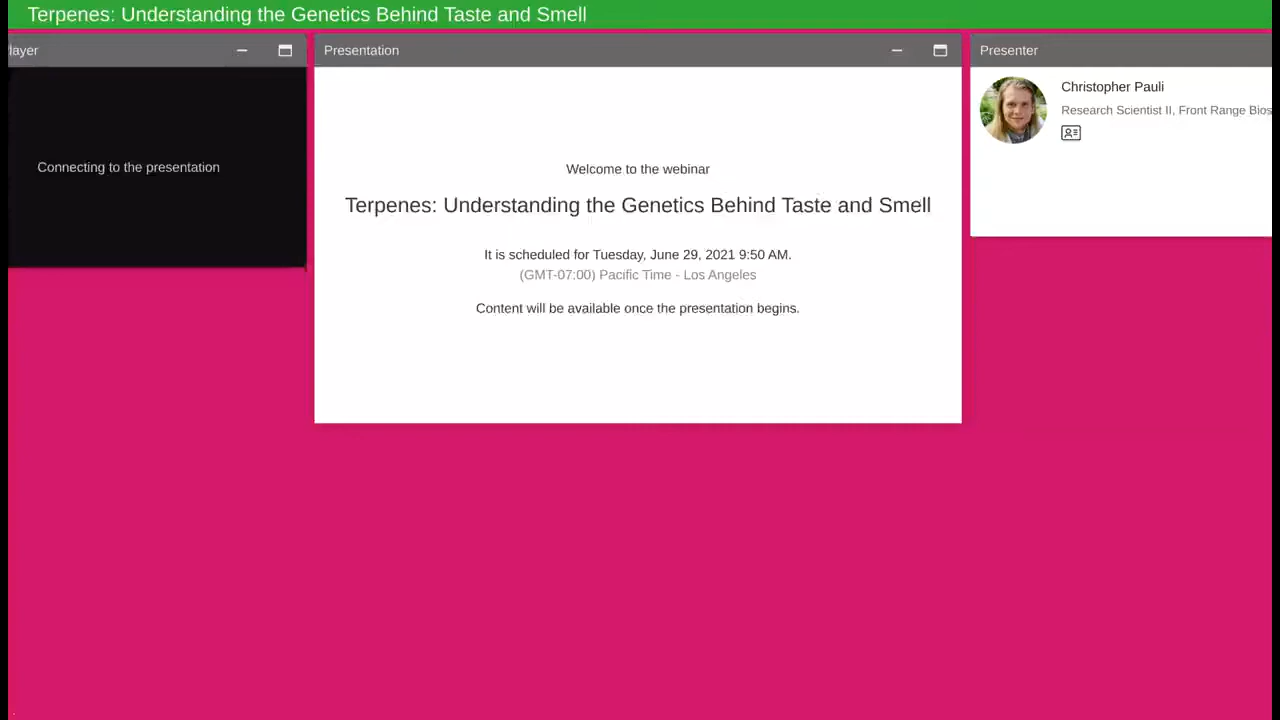 Terpenes: Understanding the Genetics Behind Taste and Smell
layer
Connecting to the presentation
Presentation
Welcome to the webinar
Terpenes: Understanding the Genetics Behind Taste and Smell
It is scheduled for Tuesday, June 29, 2021 9:50 AM.
(GMT-07:00) Pacific Time - Los Angeles
Content will be available once the presentation begins.
Presenter
Christopher Pauli
Research Scientist II, Front Range Bios